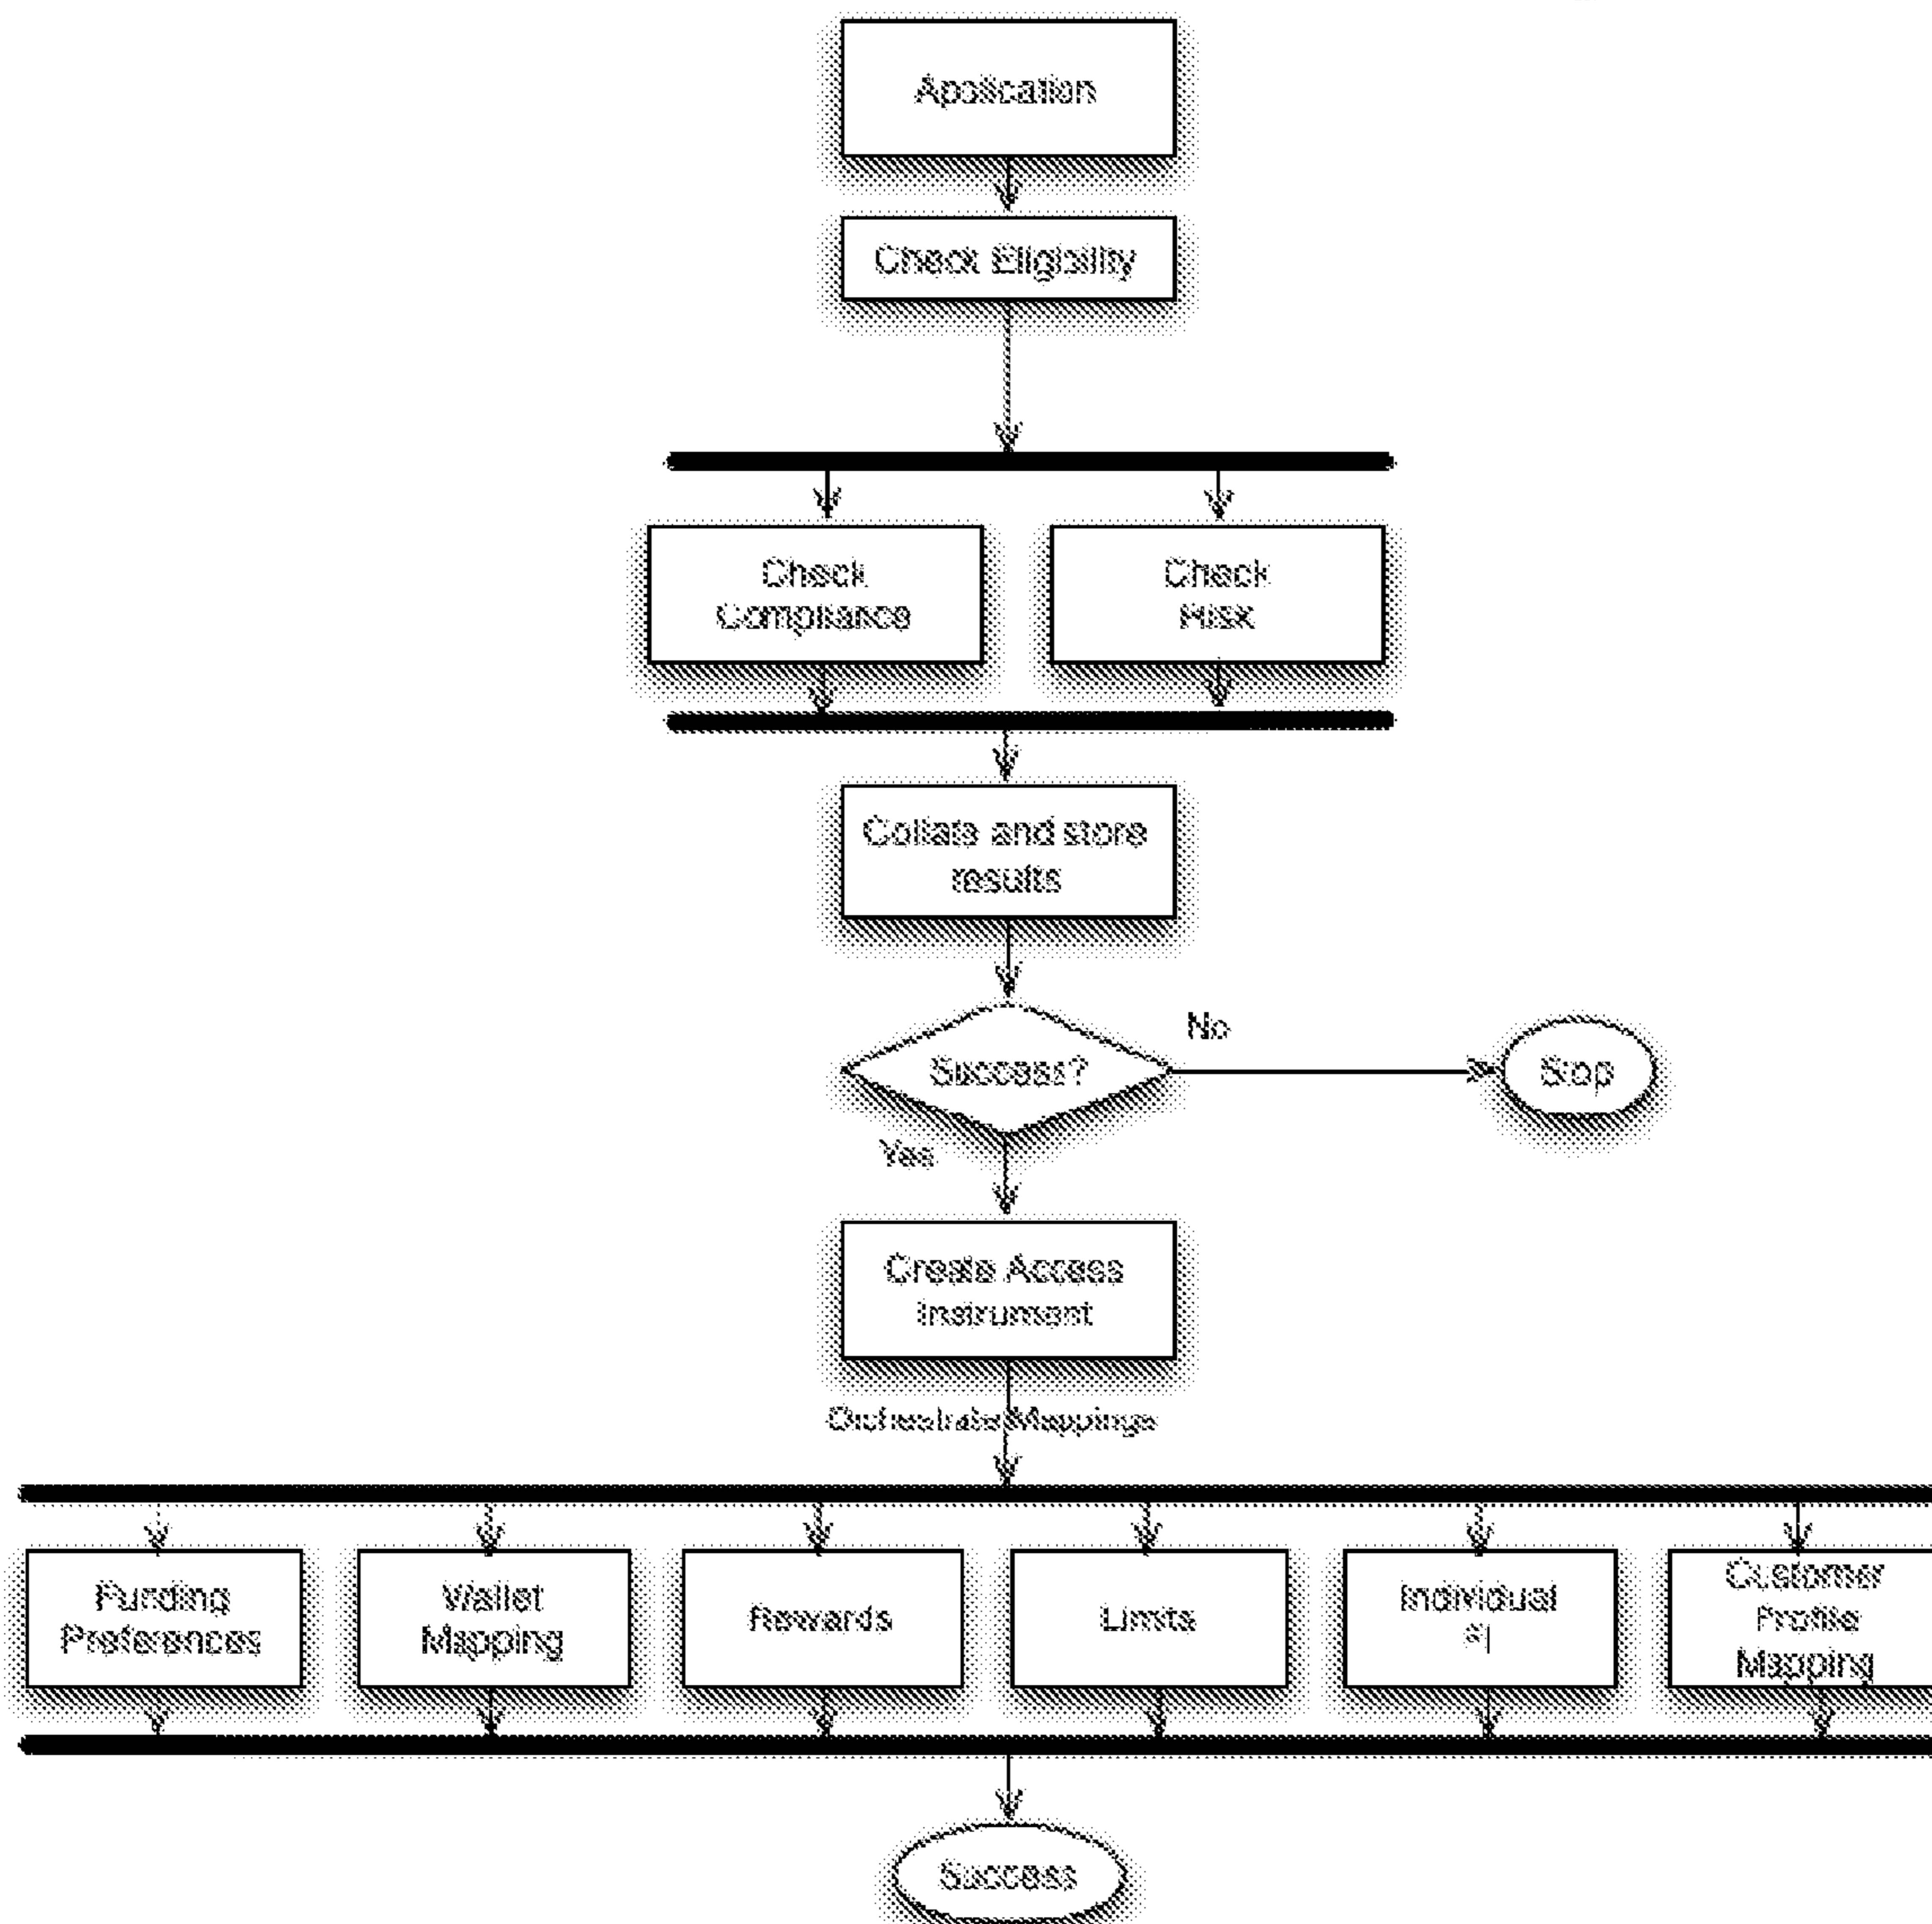 Application
Check Eligibility
Check
Compliance
Check
Risk
Collate and store
results
Success?
No
Stop
Yes
Create Access
Instrument
Orchestrate Mappings
Funding
Preferences
Wallet
Mapping
Rewards
Limits
Individual
Customer
Profile
Mapping
Success